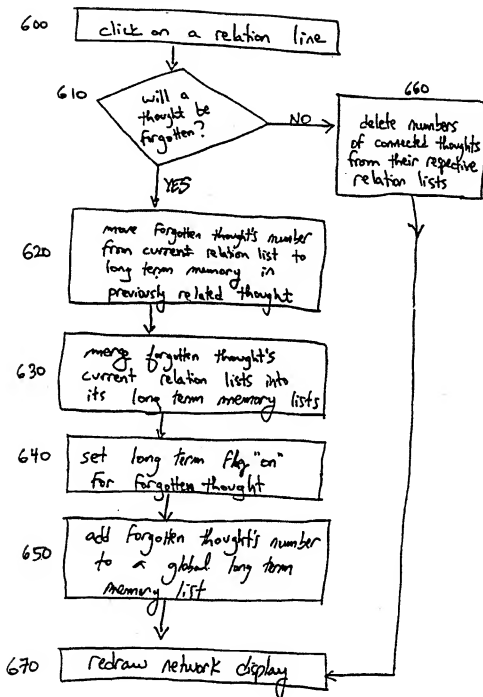 600
click on a relation line
610
will a
thought be
forgotten?
NO
660
delete numbers
of connected thoughts
from their respective
relation lists
YES
620
move forgotten thought's number
from current relation list to
long term memory in
previously related thought
630
merge forgotten thought's
current relation lists into
its long term memory lists
640
set long term flag "on"
for forgotten thought
650
add forgotten thought's number
to a global long term
memory list
670
redraw network display